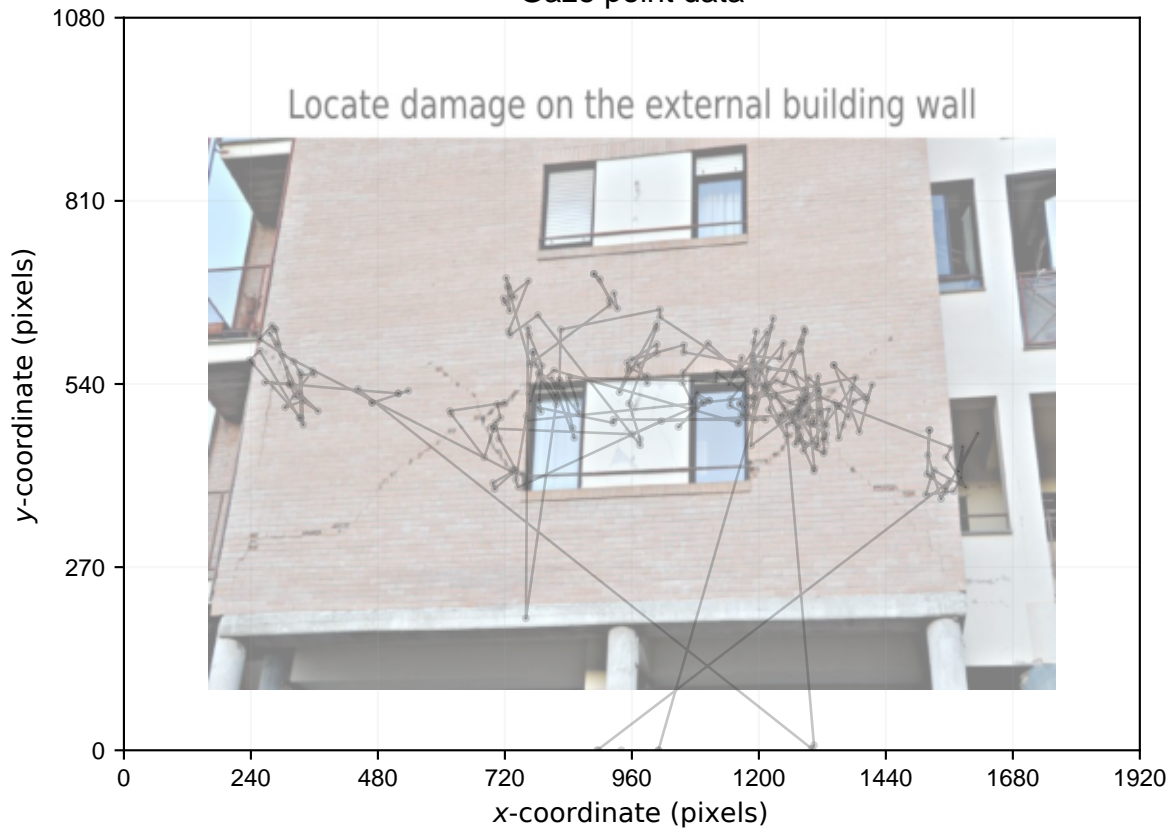 Gaze point data
1080
Locate damage on the external building wall
810
y-coordinate (pixels)
540
270
0
0 240 480 720 960 1200 1440 1680 1920
x-coordinate (pixels)